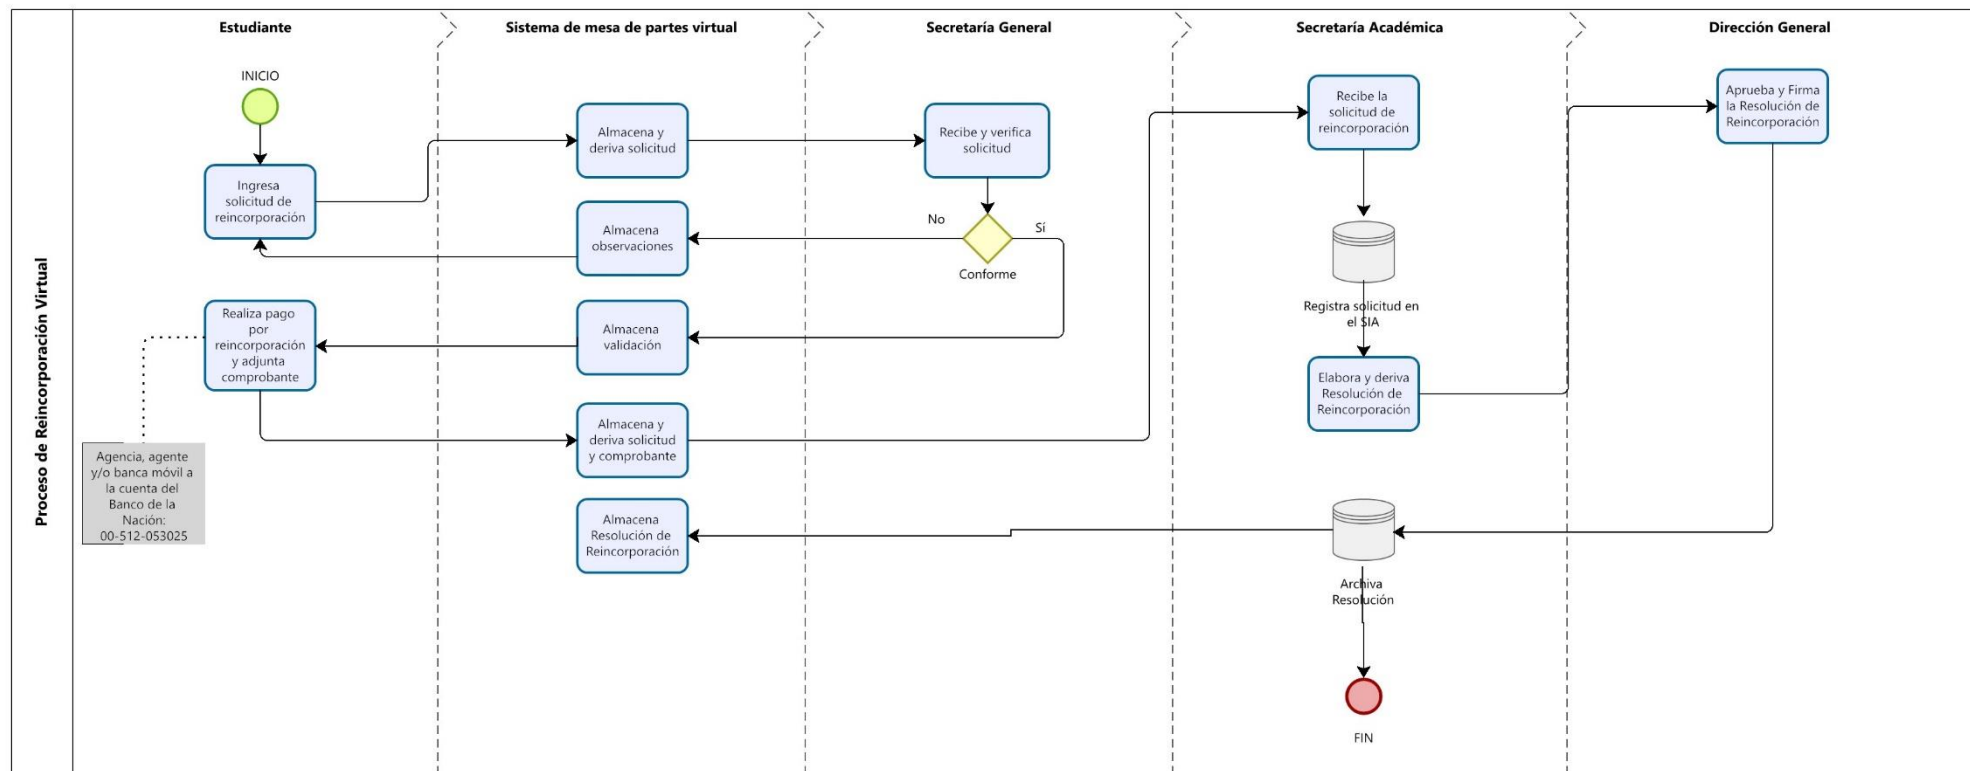 Proceso de Reincorporación Virtual
Estudiante
Sistema de mesa de partes virtual
Secretaría General
Secretaría Académica
Dirección General
INICIO
Ingresa
solicitud de
reincorporación
Almacena y
deriva solicitud
Recibe y verifica
solicitud
Recibe la
solicitud de
reincorporación
Aprueba y Firma
la Resolución de
Reincorporación
No
Sí
Conforme
Almacena
observaciones
Registra solicitud en
el SIA
Realiza pago
por
reincorporación
y adjunta
comprobante
Almacena
validación
Elabora y deriva
Resolución de
Reincorporación
Agencia, agente
y/o banca móvil a
la cuenta del
Banco de la
Nación:
00-512-053025
Almacena y
deriva solicitud
y comprobante
Almacena
Resolución de
Reincorporación
Archiva
Resolución
FIN